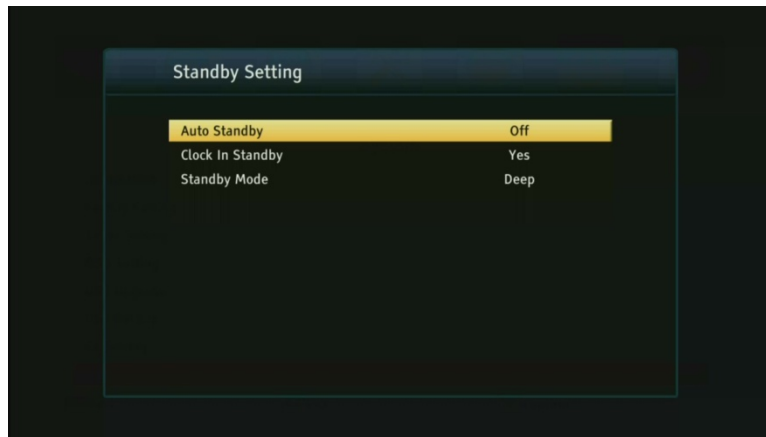 Standby Setting
Auto Standby Off
Clock In Standby Yes
Standby Mode Deep